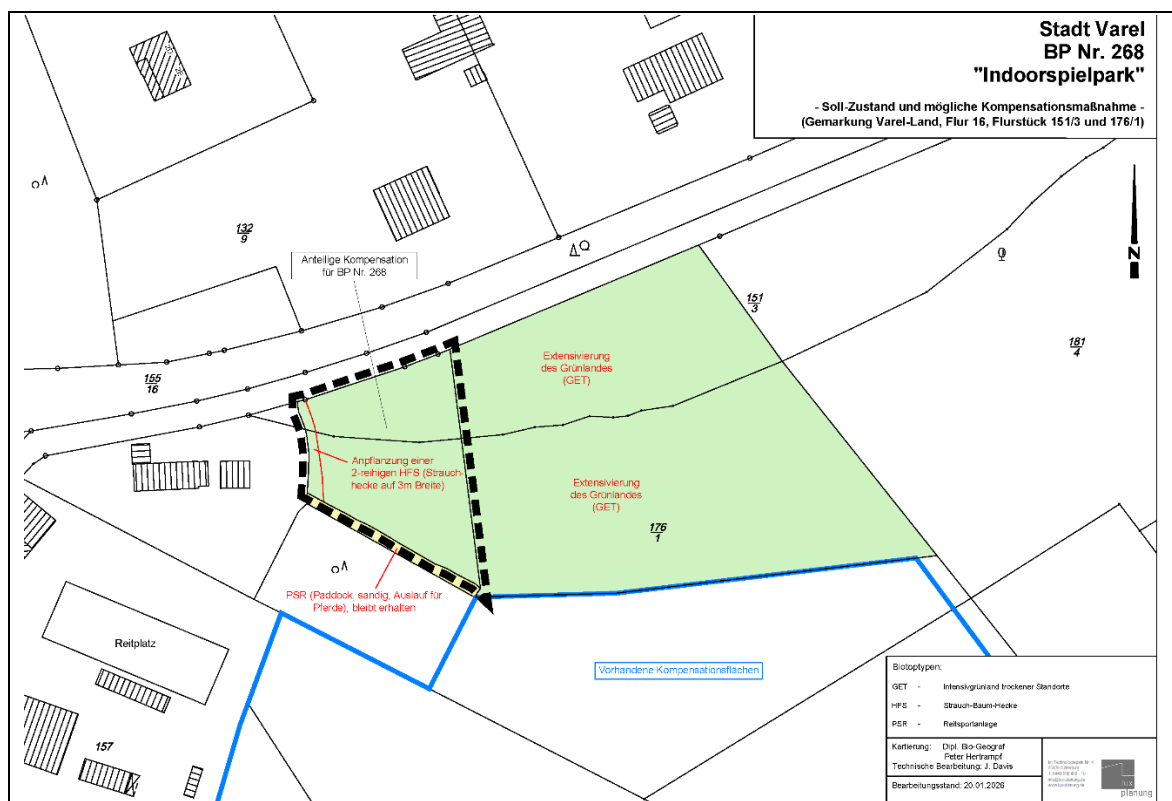 Stadt Varel
BP Nr. 268
"Indoorspielpark"
- Soll-Zustand und mögliche Kompensationsmaßnahme -
(Gemarkung Varel-Land, Flur 16, Flurstück 151/3 und 176/1)
132
9
Anteilige Kompensation
für BP Nr. 268
N
151
3
181
4
155
16
Extensivierung
des Grünlandes
(GET)
Anpflanzung einer
2-reihigen HFS (Strauch-
hecke auf 3m Breite)
Extensivierung
des Grünlandes
(GET)
176
1
PSR (Paddock, sandig, Auslauf für
Pferde), bleibt erhalten
Reitplatz
Vorhandene Kompensationsflächen
157
Biotoptypen:
GET - Intensivgrünland trockener Standorte
HFS - Strauch-Baum-Hecke
PSR - Reitsportanlage
Kartierung: Dipl. Bio-Geograf
Peter Hertrampf
Technische Bearbeitung: J. Davis
Bearbeitungsstand: 20.01.2026
lux
planung